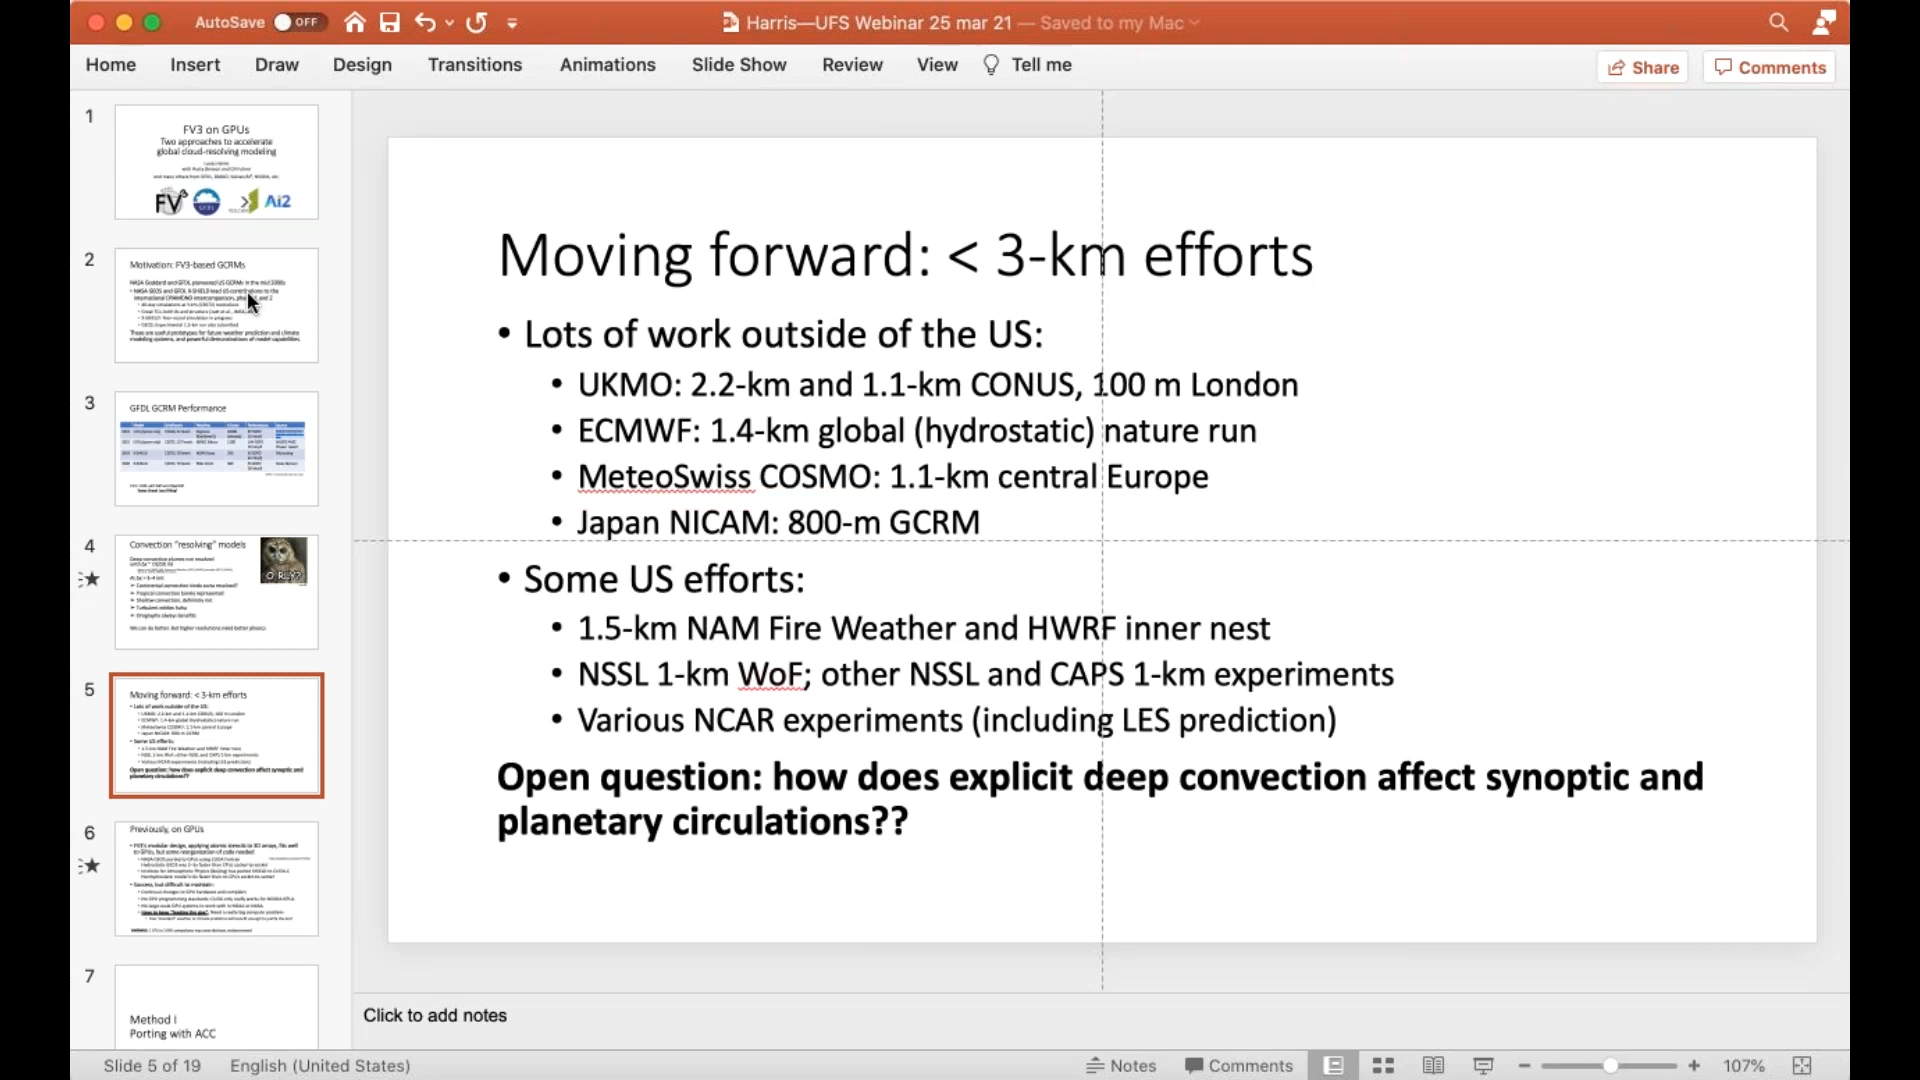 AutoSave OFF
Harris—UFS Webinar 25 mar 21 — Saved to my Mac
Home Insert Draw Design Transitions Animations Slide Show Review View Tell me Share Comments
1
FV3 on GPUs
Two approaches to accelerate
global cloud-resolving modeling
FV3
Ai2
2
Motivation: FV3-based GCRMs
3
GFDL GCRM Performance
4
Convection "resolving" models
O RLY?
5
Moving forward: < 3-km efforts
6
Previously, on GPUs
7
Method I
Porting with ACC
Moving forward: < 3-km efforts
• Lots of work outside of the US:
• UKMO: 2.2-km and 1.1-km CONUS, 100 m London
• ECMWF: 1.4-km global (hydrostatic) nature run
• MeteoSwiss COSMO: 1.1-km central Europe
• Japan NICAM: 800-m GCRM
• Some US efforts:
• 1.5-km NAM Fire Weather and HWRF inner nest
• NSSL 1-km WoF; other NSSL and CAPS 1-km experiments
• Various NCAR experiments (including LES prediction)
Open question: how does explicit deep convection affect synoptic and
planetary circulations??
Click to add notes
Slide 5 of 19 English (United States) Notes Comments 107%